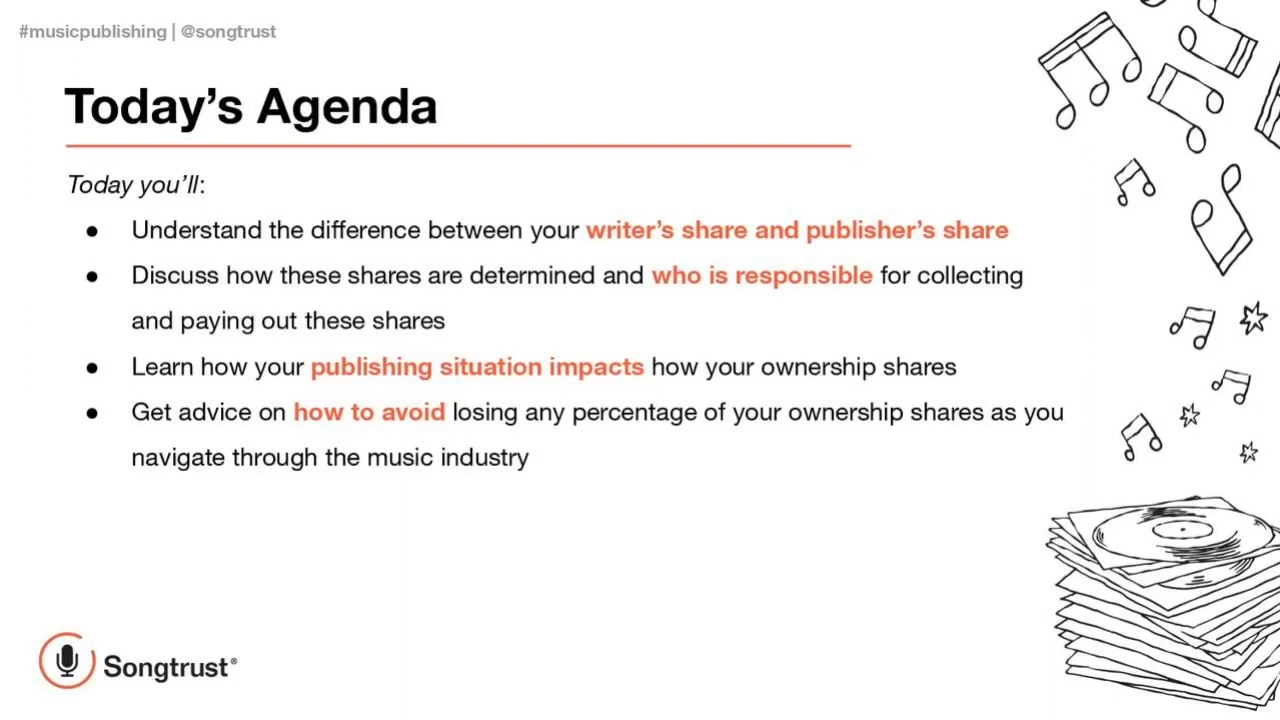 #musicpublishing | @songtrust
Today’s Agenda
Today you’ll:
● Understand the difference between your writer’s share and publisher’s share
● Discuss how these shares are determined and who is responsible for collecting
and paying out these shares
● Learn how your publishing situation impacts how your ownership shares
● Get advice on how to avoid losing any percentage of your ownership shares as you
navigate through the music industry
Songtrust®